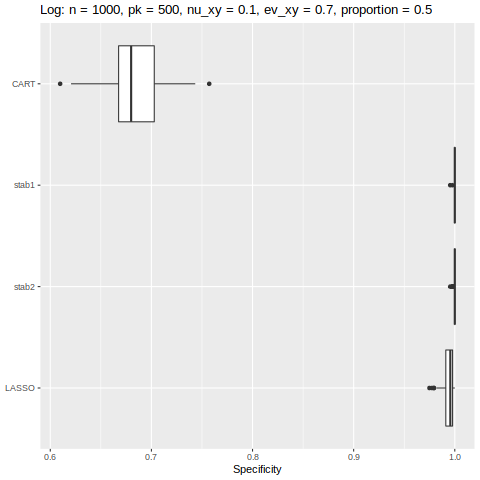 Log: n = 1000, pk = 500, nu_xy = 0.1, ev_xy = 0.7, proportion = 0.5
CART
stab1
stab2
LASSO
0.6 0.7 0.8 0.9 1.0
Specificity